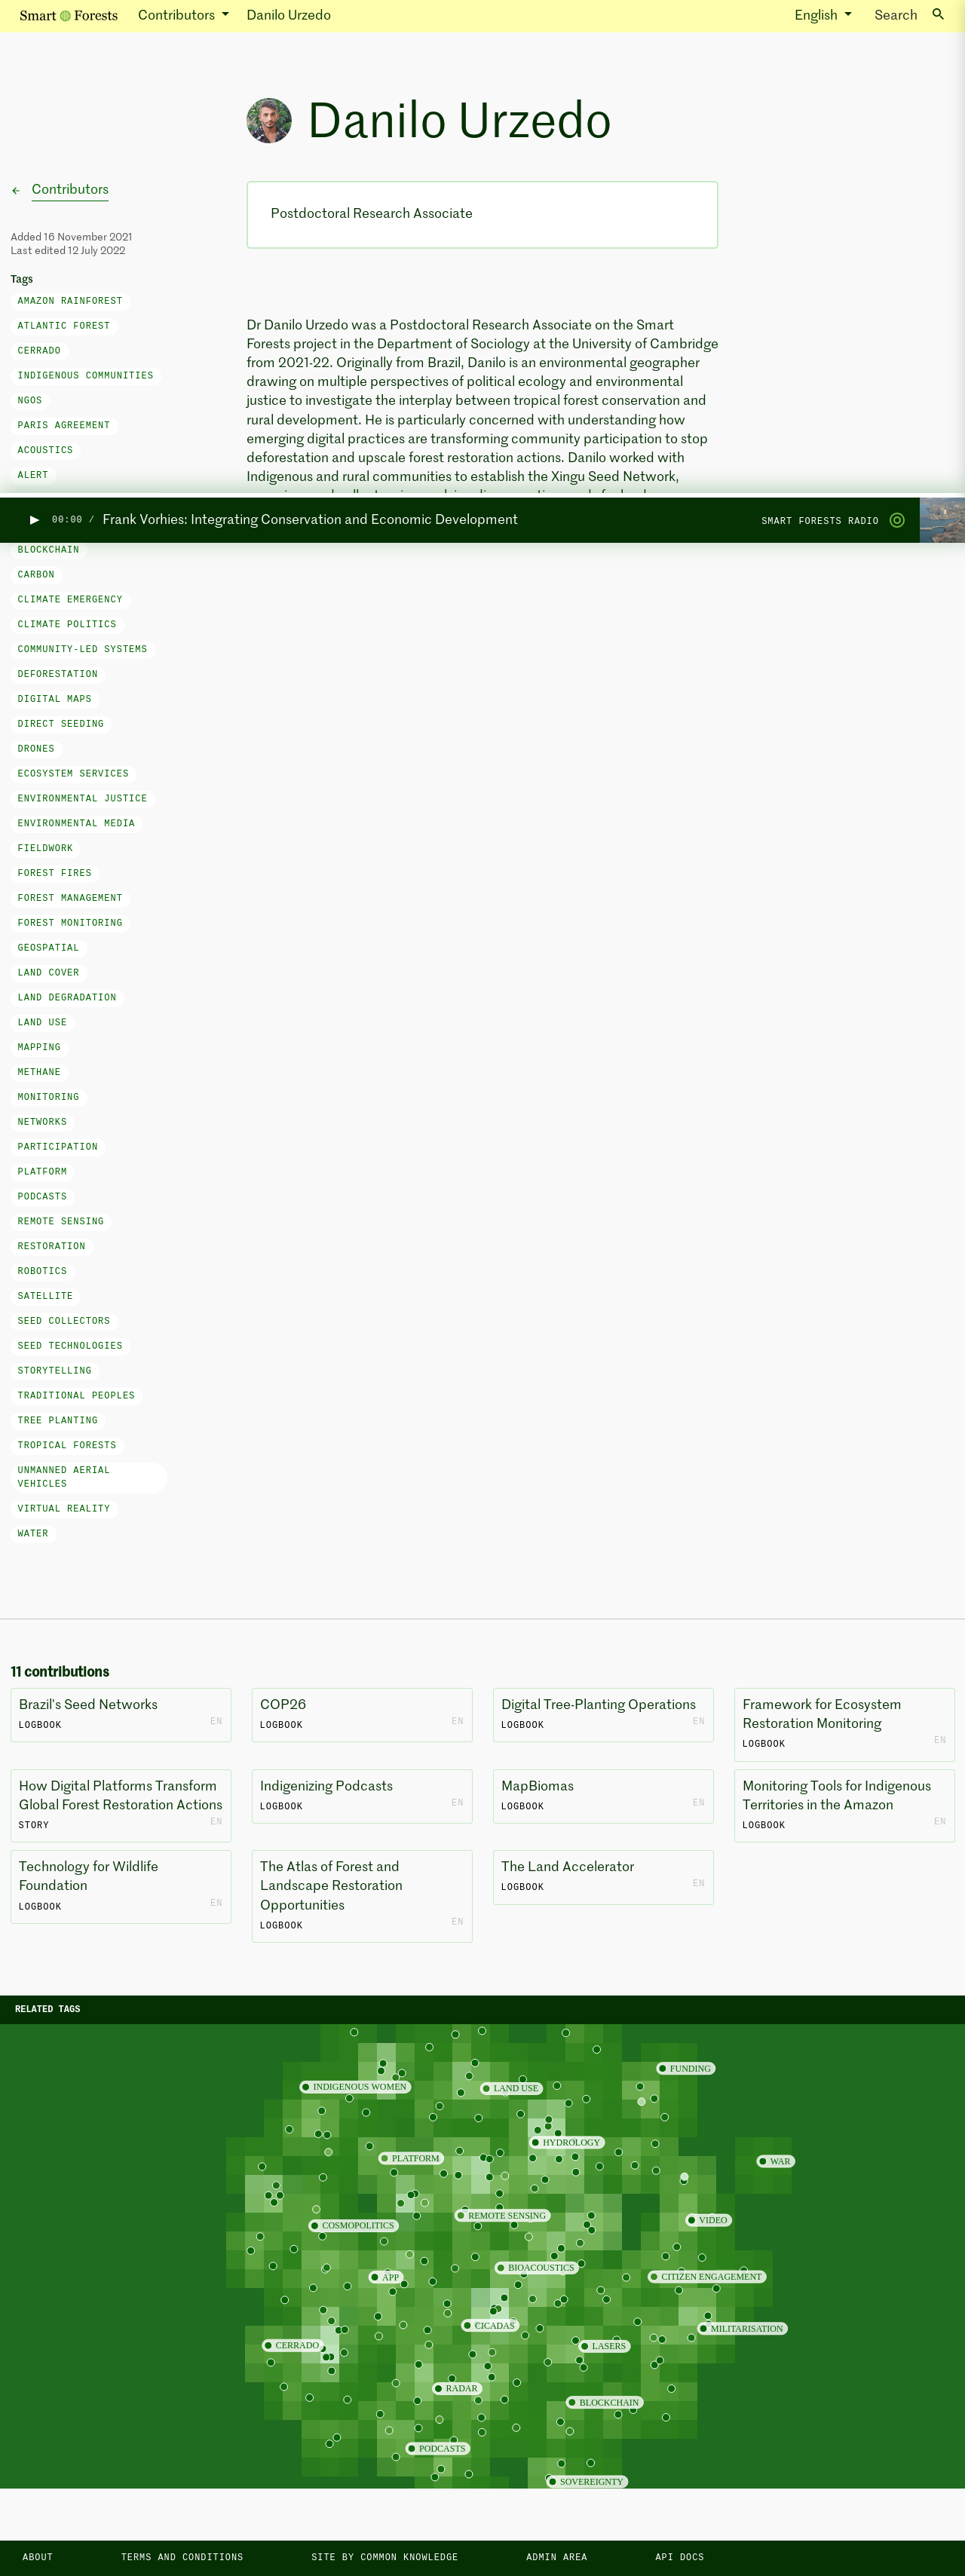 Smart Forests
Contributors
Danilo Urzedo
English
Search
Danilo Urzedo
Contributors
Postdoctoral Research Associate
Added 16 November 2021
Last edited 12 July 2022
Tags
AMAZON RAINFOREST
ATLANTIC FOREST
CERRADO
INDIGENOUS COMMUNITIES
NGOS
PARIS AGREEMENT
ACOUSTICS
ALERT
Dr Danilo Urzedo was a Postdoctoral Research Associate on the Smart
Forests project in the Department of Sociology at the University of Cambridge
from 2021-22. Originally from Brazil, Danilo is an environmental geographer
drawing on multiple perspectives of political ecology and environmental
justice to investigate the interplay between tropical forest conservation and
rural development. He is particularly concerned with understanding how
emerging digital practices are transforming community participation to stop
deforestation and upscale forest restoration actions. Danilo worked with
Indigenous and rural communities to establish the Xingu Seed Network,
00:00 / Frank Vorhies: Integrating Conservation and Economic Development
SMART FORESTS RADIO
BLOCKCHAIN
CARBON
CLIMATE EMERGENCY
CLIMATE POLITICS
COMMUNITY-LED SYSTEMS
DEFORESTATION
DIGITAL MAPS
DIRECT SEEDING
DRONES
ECOSYSTEM SERVICES
ENVIRONMENTAL JUSTICE
ENVIRONMENTAL MEDIA
FIELDWORK
FOREST FIRES
FOREST MANAGEMENT
FOREST MONITORING
GEOSPATIAL
LAND COVER
LAND DEGRADATION
LAND USE
MAPPING
METHANE
MONITORING
NETWORKS
PARTICIPATION
PLATFORM
PODCASTS
REMOTE SENSING
RESTORATION
ROBOTICS
SATELLITE
SEED COLLECTORS
SEED TECHNOLOGIES
STORYTELLING
TRADITIONAL PEOPLES
TREE PLANTING
TROPICAL FORESTS
UNMANNED AERIAL
VEHICLES
VIRTUAL REALITY
WATER
11 contributions
Brazil's Seed Networks
LOGBOOK
EN
COP26
LOGBOOK
EN
Digital Tree-Planting Operations
LOGBOOK
EN
Framework for Ecosystem
Restoration Monitoring
LOGBOOK
EN
How Digital Platforms Transform
Global Forest Restoration Actions
STORY
EN
Indigenizing Podcasts
LOGBOOK
EN
MapBiomas
LOGBOOK
EN
Monitoring Tools for Indigenous
Territories in the Amazon
LOGBOOK
EN
Technology for Wildlife
Foundation
LOGBOOK
EN
The Atlas of Forest and
Landscape Restoration
Opportunities
LOGBOOK
EN
The Land Accelerator
LOGBOOK
EN
RELATED TAGS
FUNDING
INDIGENOUS WOMEN
LAND USE
HYDROLOGY
PLATFORM
WAR
REMOTE SENSING
VIDEO
COSMOPOLITICS
BIOACOUSTICS
APP
CITIZEN ENGAGEMENT
CICADAS
MILITARISATION
CERRADO
LASERS
RADAR
BLOCKCHAIN
PODCASTS
SOVEREIGNTY
ABOUT
TERMS AND CONDITIONS
SITE BY COMMON KNOWLEDGE
ADMIN AREA
API DOCS